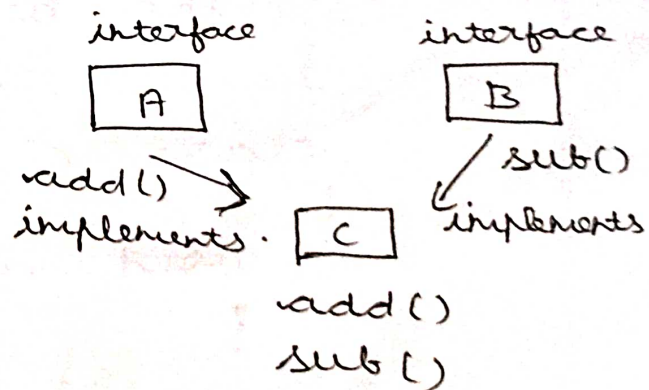 interface
interface
A
B
add()
sub()
implements.
implements
C
add()
sub()